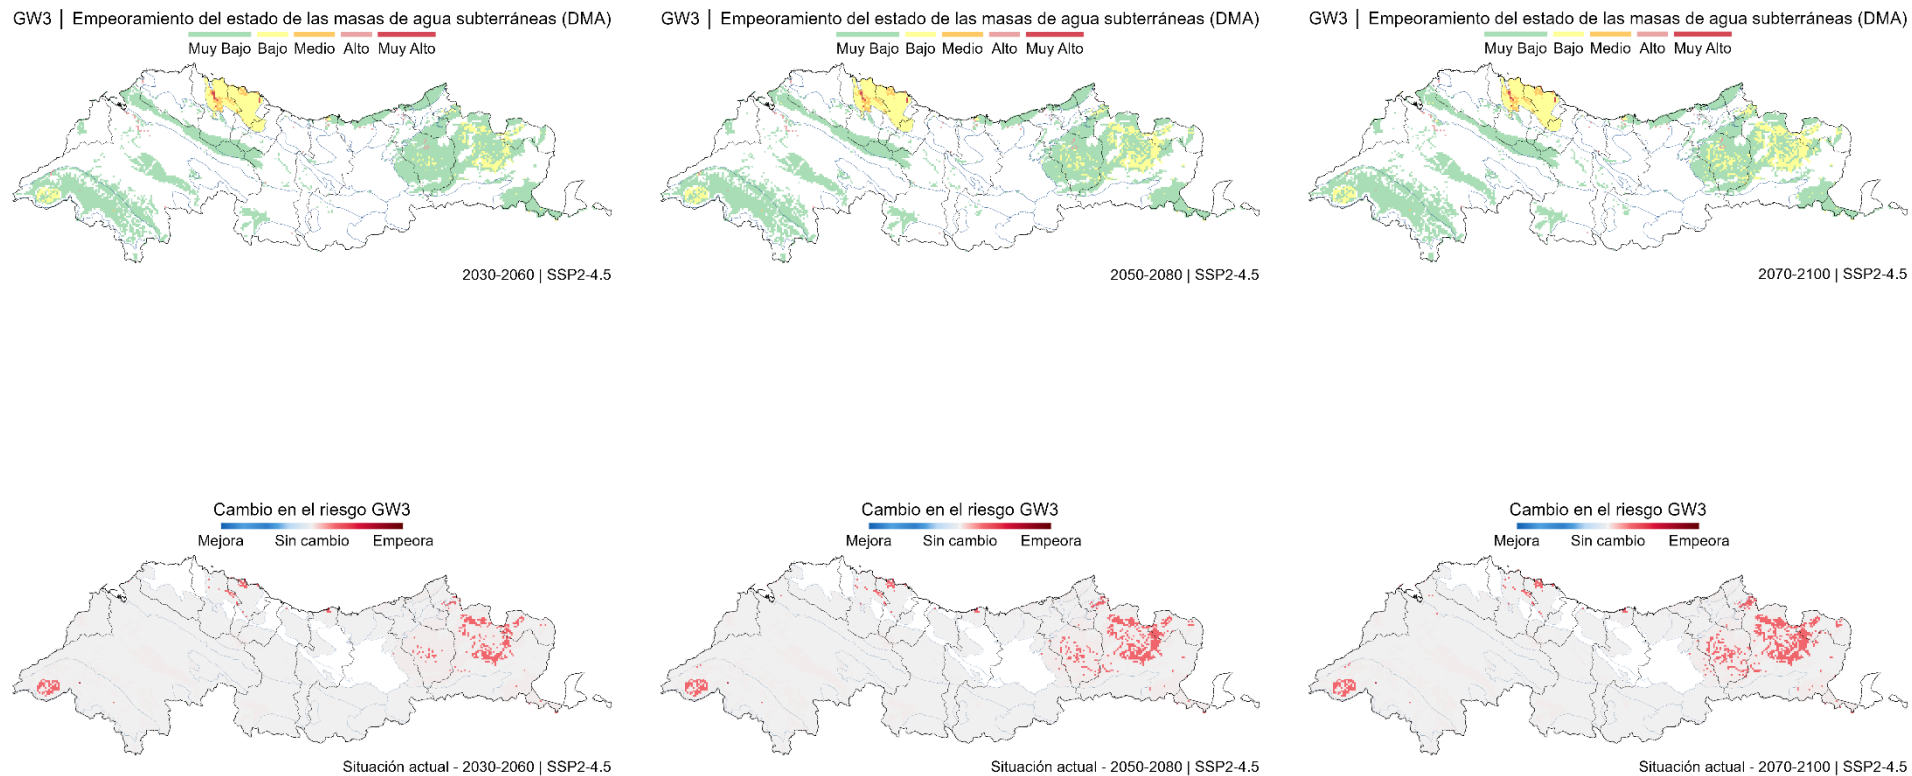 GW3 | Empeoramiento del estado de las masas de agua subterráneas (DMA)
Muy Bajo Bajo Medio Alto Muy Alto
2030-2060 | SSP2-4.5
GW3 | Empeoramiento del estado de las masas de agua subterráneas (DMA)
Muy Bajo Bajo Medio Alto Muy Alto
2050-2080 | SSP2-4.5
GW3 | Empeoramiento del estado de las masas de agua subterráneas (DMA)
Muy Bajo Bajo Medio Alto Muy Alto
2070-2100 | SSP2-4.5
Cambio en el riesgo GW3
Mejora Sin cambio Empeora
Situación actual - 2030-2060 | SSP2-4.5
Cambio en el riesgo GW3
Mejora Sin cambio Empeora
Situación actual - 2050-2080 | SSP2-4.5
Cambio en el riesgo GW3
Mejora Sin cambio Empeora
Situación actual - 2070-2100 | SSP2-4.5